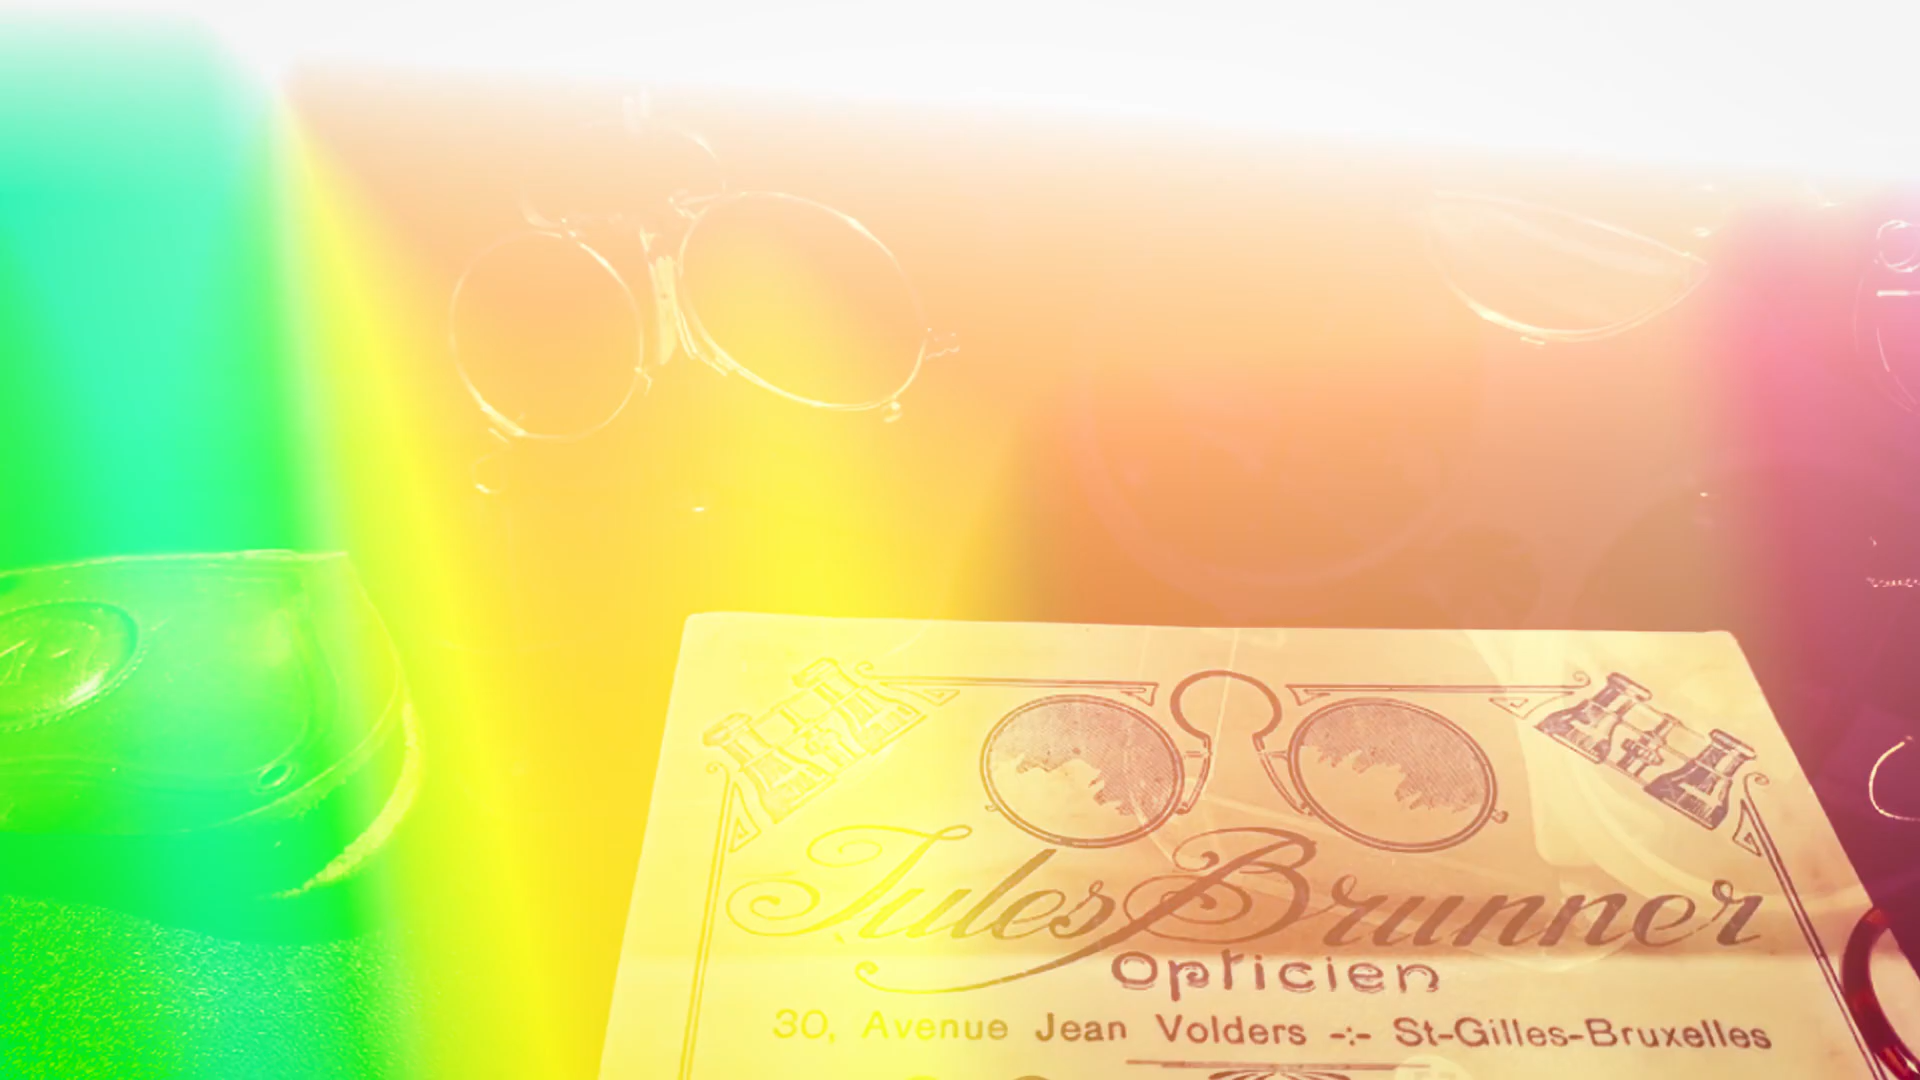 Jules Brunner
Opticien
30, Avenue Jean Volders -:- St-Gilles-Bruxelles